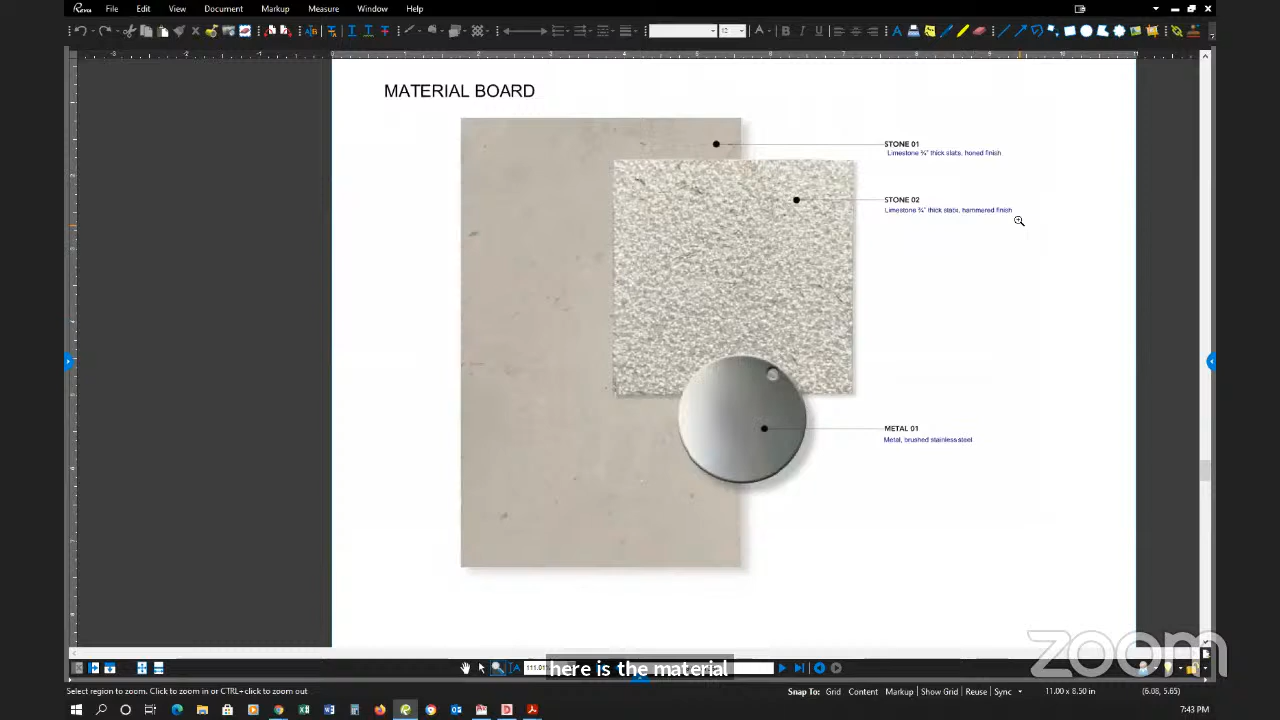 Revu File Edit View Document Markup Measure Window Help
MATERIAL BOARD
STONE 01
Limestone ¾" thick slabs, honed finish
STONE 02
Limestone ¾" thick slabs, hammered finish
METAL 01
Metal, brushed stainless steel
zoom
here is the material
Select region to zoom. Click to zoom in or CTRL+click to zoom out
Snap To: Grid Content Markup Show Grid Reuse Sync 11.00 x 8.50 in (6.08, 5.65)
7:43 PM